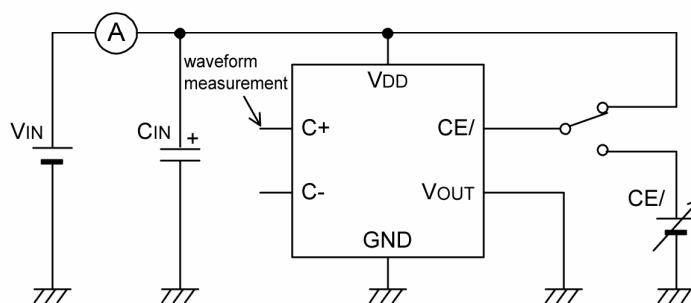 A
waveform
measurement
VDD
VIN
CIN
+
C+
CE/
C-
VOUT
CE/
GND